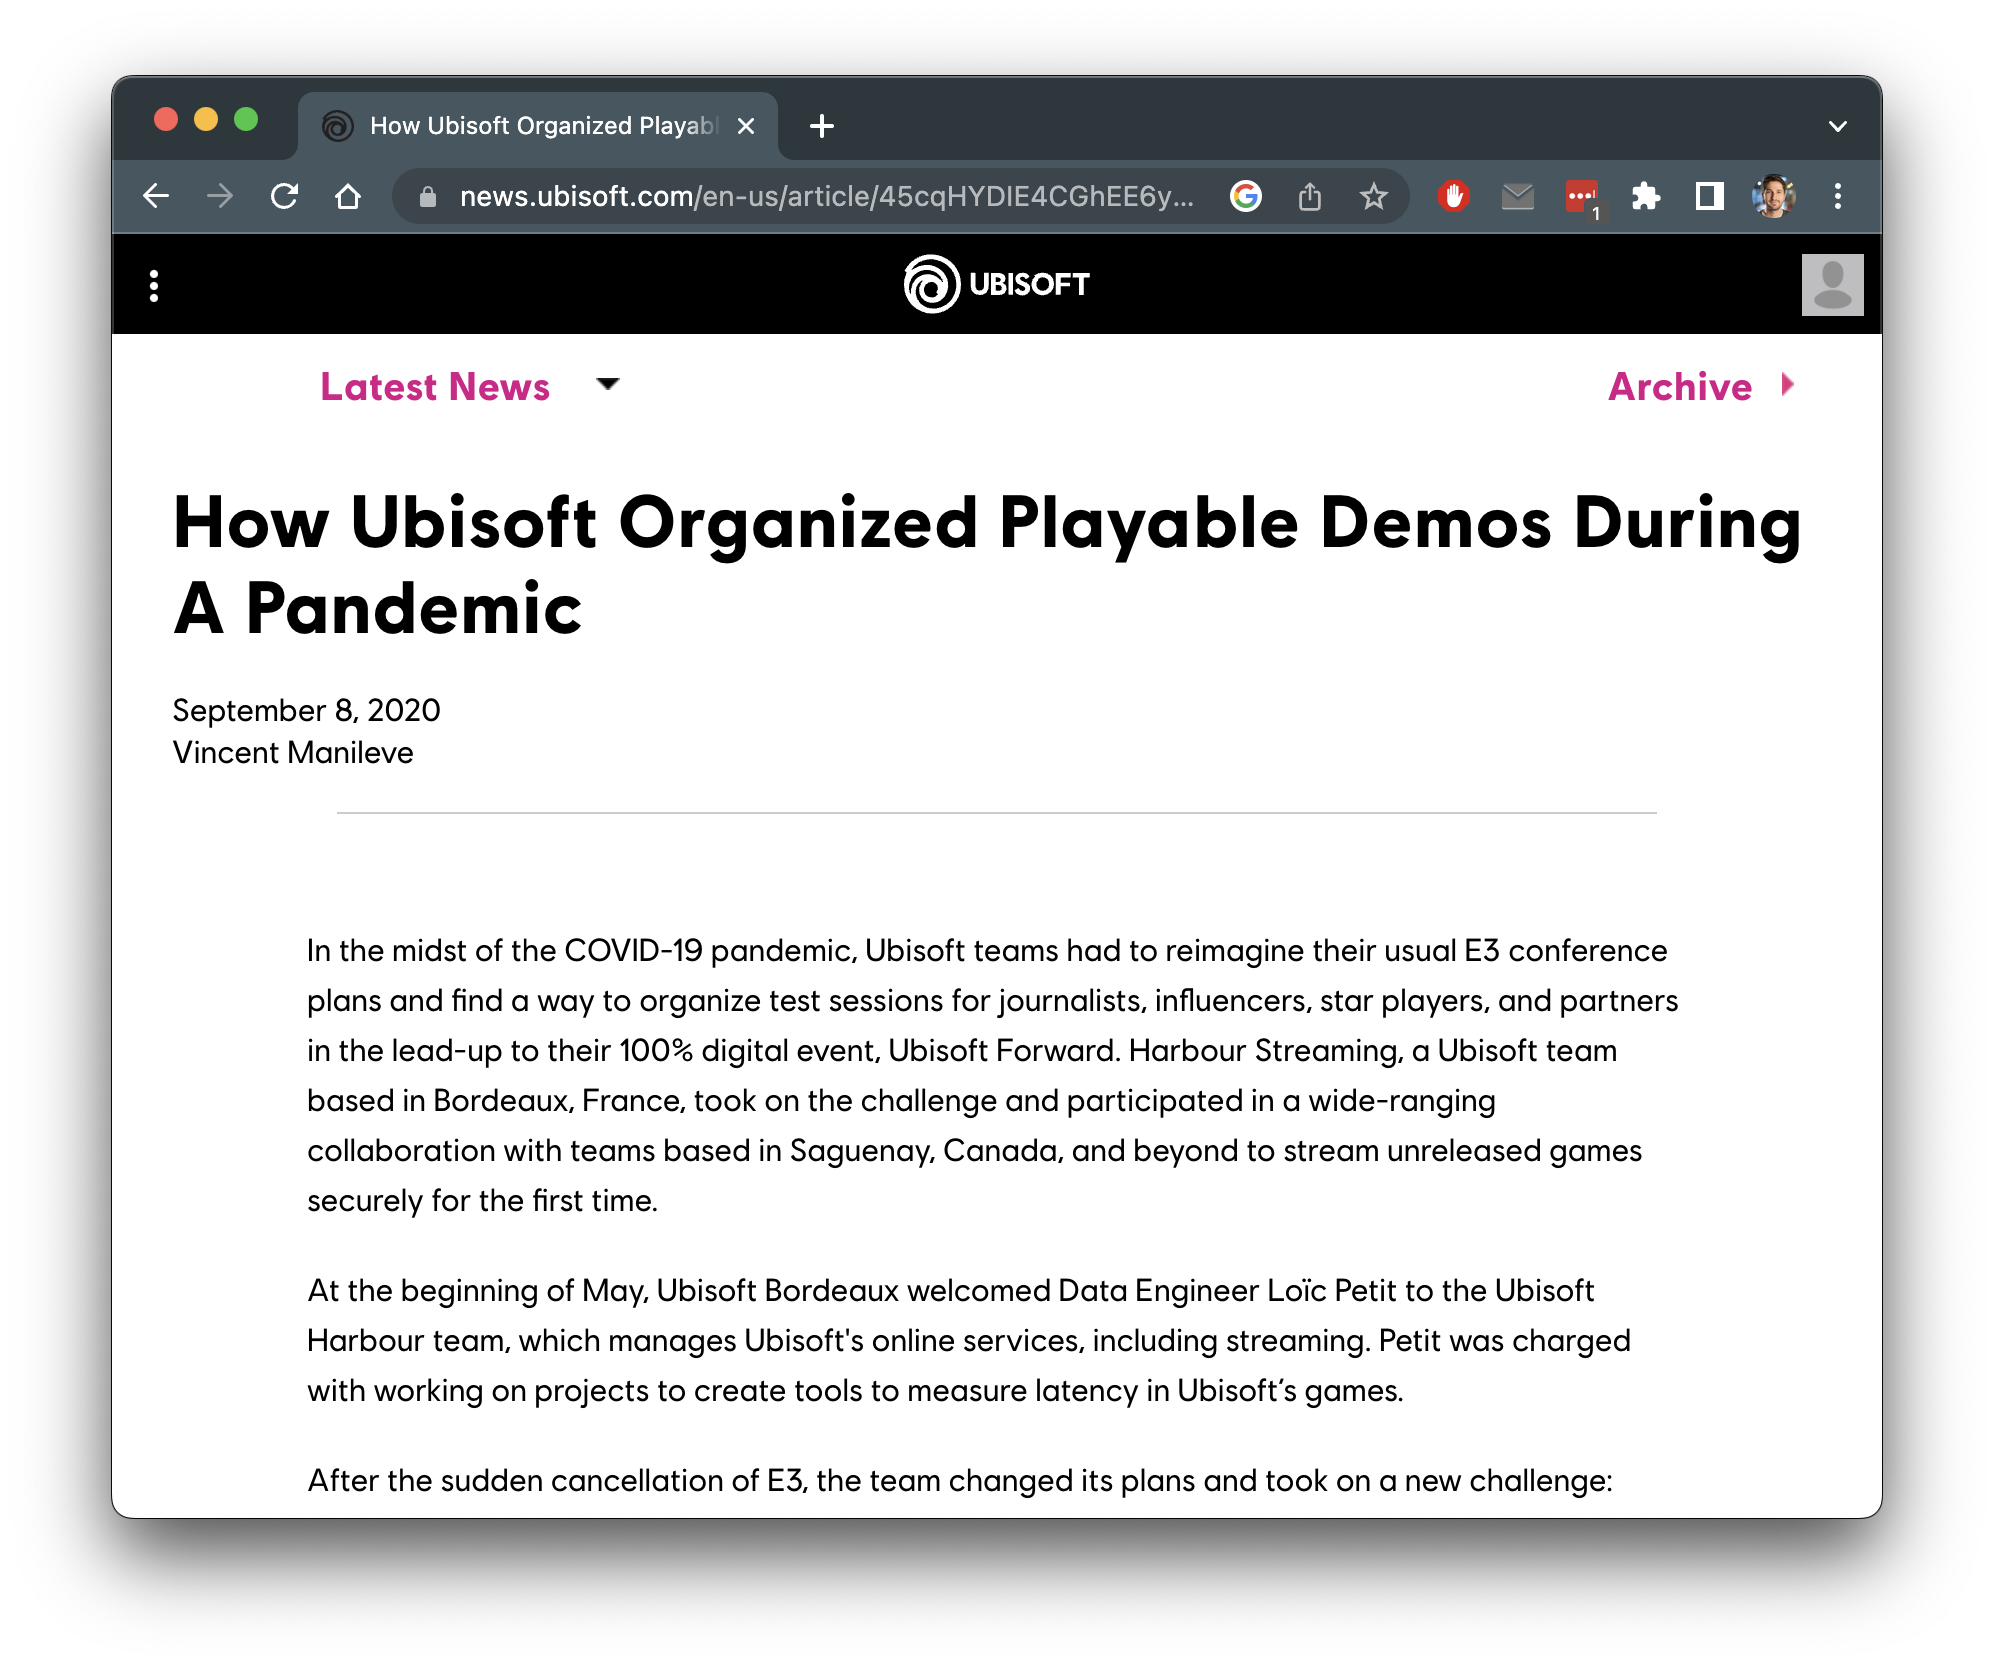 How Ubisoft Organized Playabl
news.ubisoft.com/en-us/article/45cqHYDIE4CGhEE6y...
1
UBISOFT
Latest News
Archive
How Ubisoft Organized Playable Demos During
A Pandemic
September 8, 2020
Vincent Manileve
In the midst of the COVID-19 pandemic, Ubisoft teams had to reimagine their usual E3 conference
plans and find a way to organize test sessions for journalists, influencers, star players, and partners
in the lead-up to their 100% digital event, Ubisoft Forward. Harbour Streaming, a Ubisoft team
based in Bordeaux, France, took on the challenge and participated in a wide-ranging
collaboration with teams based in Saguenay, Canada, and beyond to stream unreleased games
securely for the first time.
At the beginning of May, Ubisoft Bordeaux welcomed Data Engineer Loïc Petit to the Ubisoft
Harbour team, which manages Ubisoft's online services, including streaming. Petit was charged
with working on projects to create tools to measure latency in Ubisoft’s games.
After the sudden cancellation of E3, the team changed its plans and took on a new challenge: